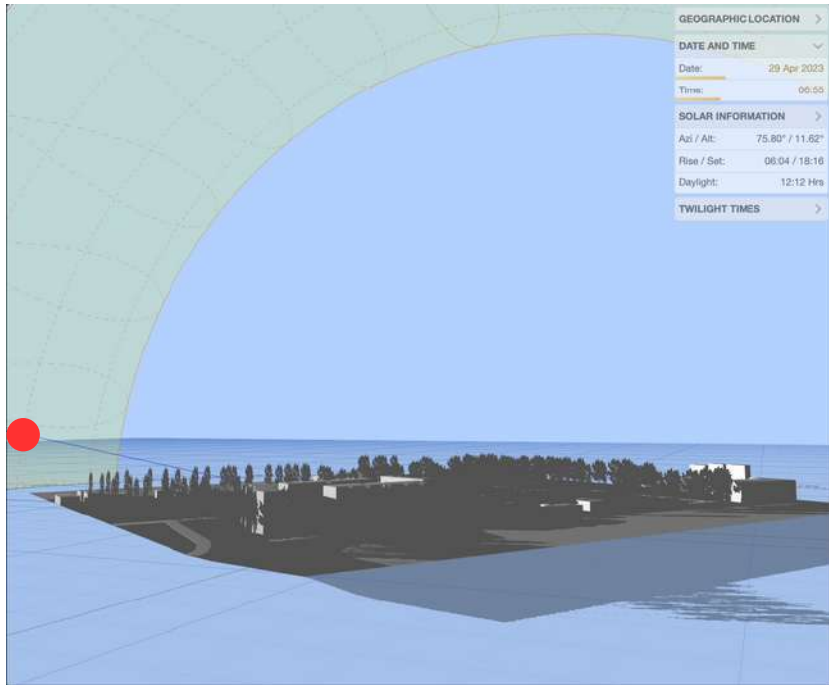 GEOGRAPHIC LOCATION
DATE AND TIME
Date: 29 Apr 2023
Time: 06:55
SOLAR INFORMATION
Azi / Alt: 75.80° / 11.62°
Rise / Set: 06:04 / 18:16
Daylight: 12:12 Hrs
TWILIGHT TIMES